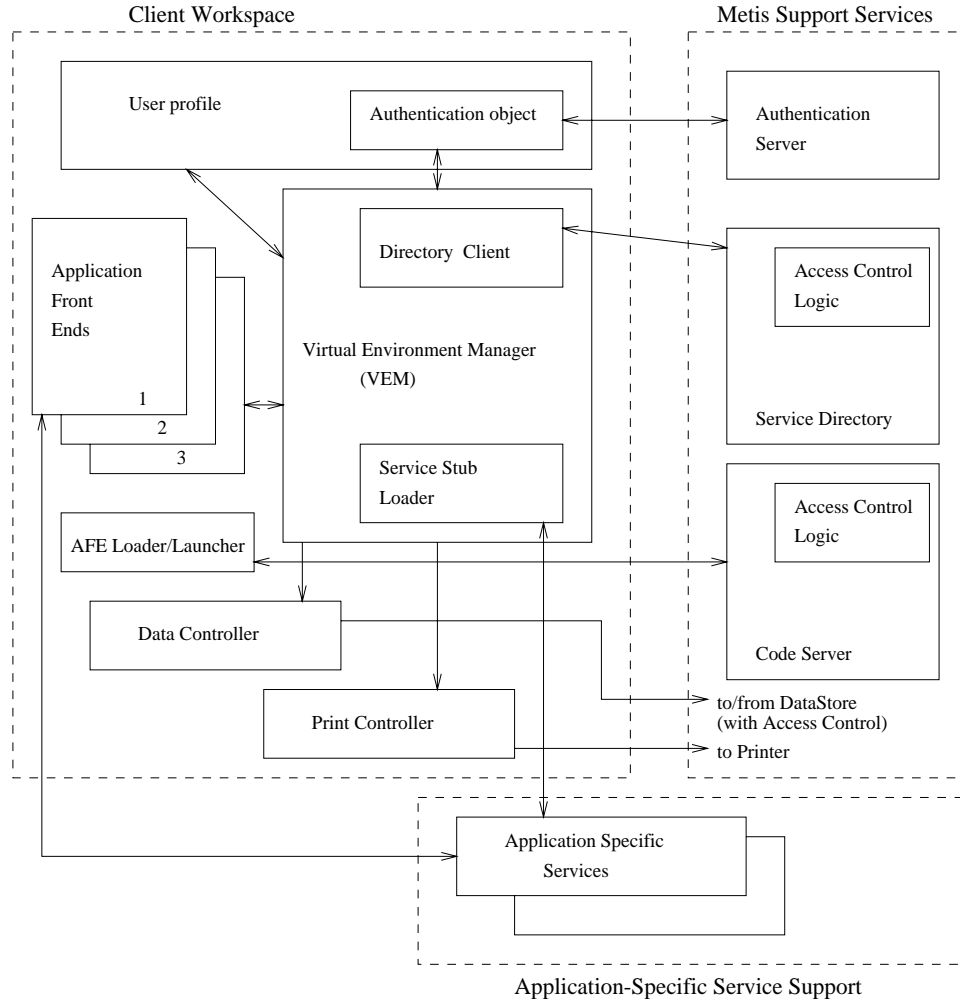 Client Workspace
Metis Support Services
User profile
Authentication object
Authentication
Server
Directory Client
Access Control
Logic
Service Directory
Application
Front
Ends
1
2
3
Virtual Environment Manager
(VEM)
Service Stub
Loader
Access Control
Logic
Code Server
AFE Loader/Launcher
Data Controller
Print Controller
to/from DataStore
(with Access Control)
to Printer
Application Specific
Services
Application-Specific Service Support